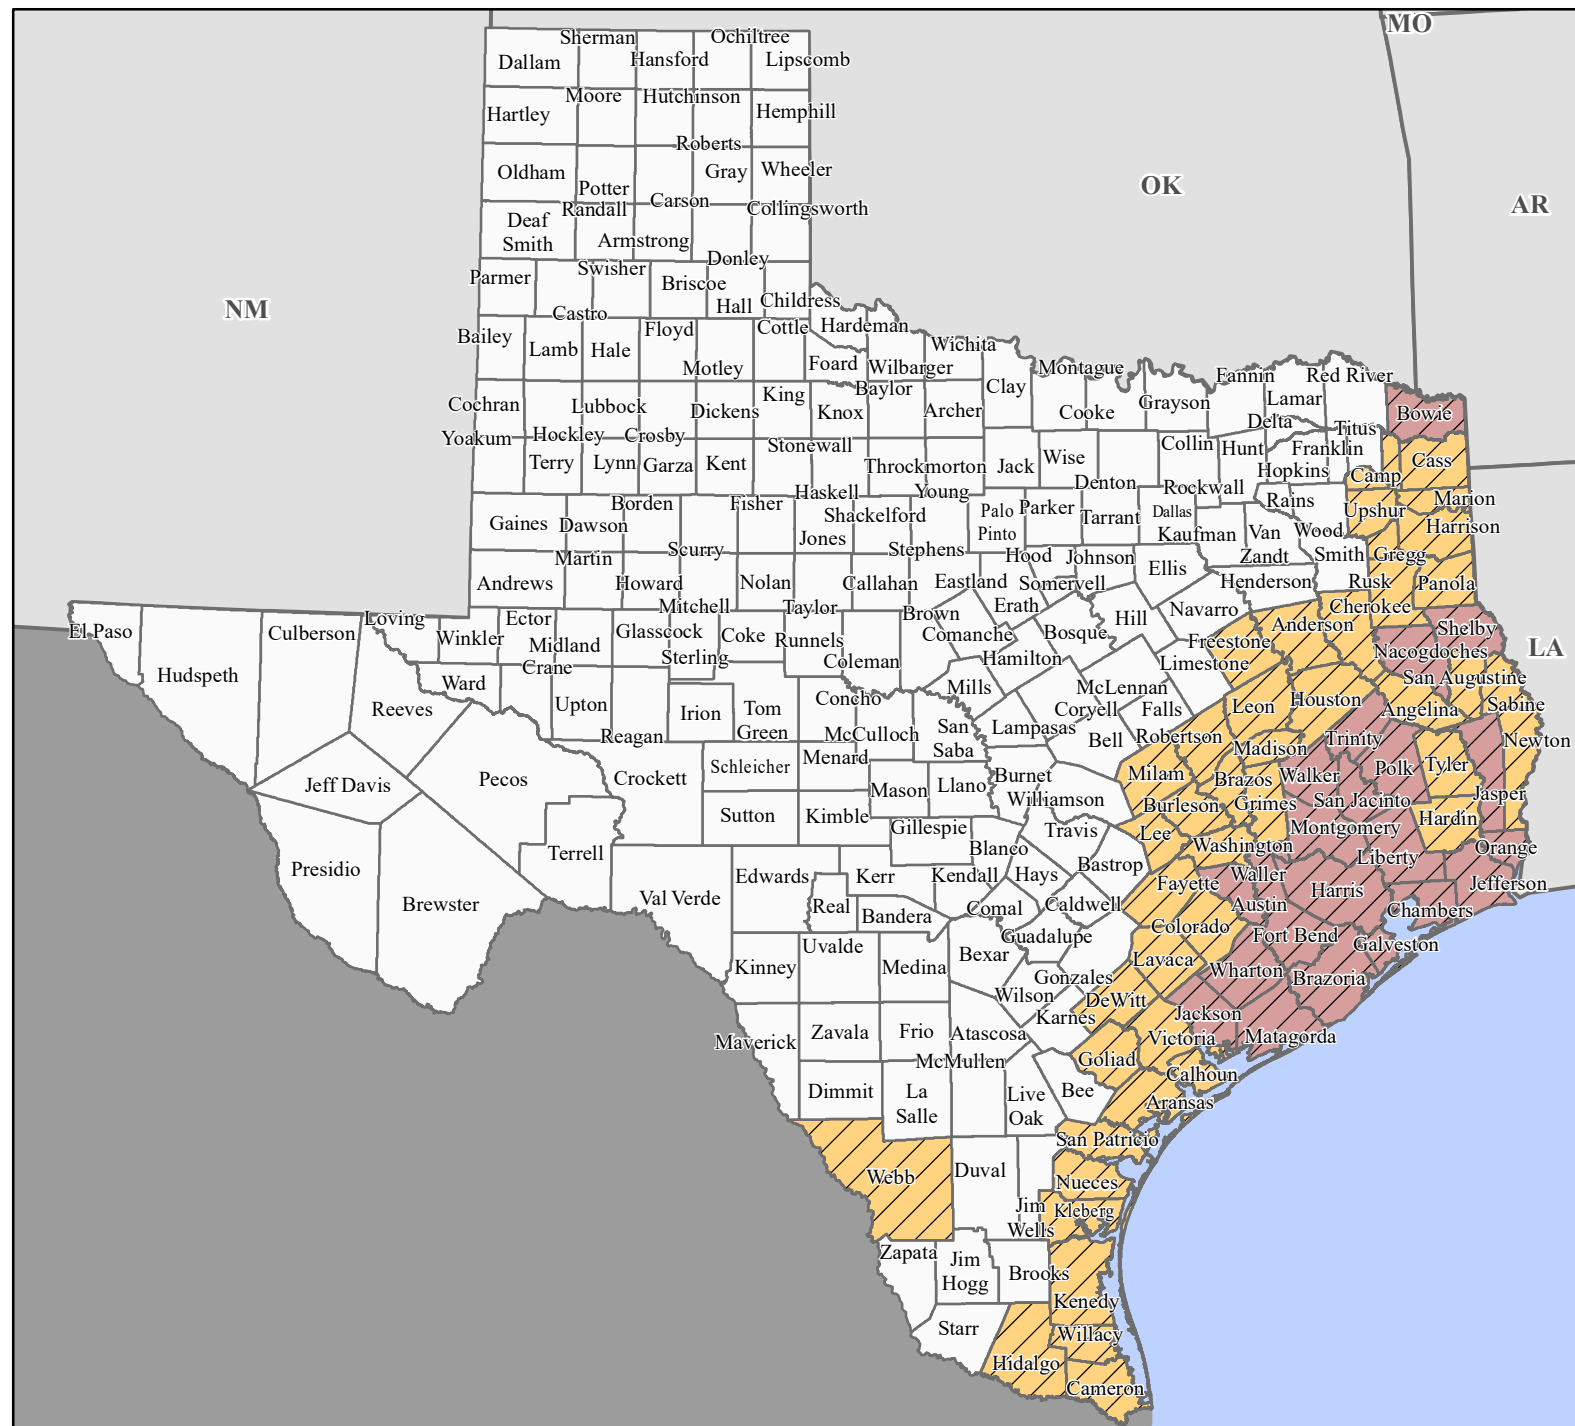 MO
Sherman
Ochiltree
Dallam
Hansford
Lipscomb
Moore
Hutchinson
Hartley
Hemphill
Roberts
Oldham
Gray
Wheeler
OK
Potter
Carson
AR
Randall
Collingsworth
Deaf
Smith
Armstrong
Donley
Swisher
Parmer
Briscoe
Hall
Childress
NM
Castro
Floyd
Cottle
Hardeman
Bailey
Lamb
Hale
Wichita
Motley
Foard
Wilbarger
Montague
Fannin
Red River
Clay
Baylor
King
Lamar
Cochran
Lubbock
Dickens
Knox
Archer
Cooke
Grayson
Bowie
Delta
Titus
Yoakum
Hockley
Crosby
Stonewall
Collin
Hunt
Franklin
Terry
Lynn
Garza
Kent
Throckmorton
Jack
Wise
Hopkins
Camp
Cass
Denton
Rockwall
Haskell
Young
Rains
Marion
Borden
Fisher
Shackelford
Palo
Pinto
Parker
Tarrant
Dallas
Upshur
Gaines
Dawson
Jones
Kaufman
Van
Zandt
Wood
Harrison
Scurry
Stephens
Hood
Johnson
Smith
Gregg
Martin
Andrews
Howard
Nolan
Callahan
Eastland
Somervell
Ellis
Henderson
Rusk
Panola
Mitchell
Taylor
Brown
Erath
Hill
Navarro
Cherokee
El Paso
Culberson
Loving
Winkler
Ector
Midland
Glasscock
Coke
Runnels
Comanche
Bosque
Anderson
Shelby
Freestone
Nacogdoches
LA
Crane
Sterling
Coleman
Hamilton
Limestone
Hudspeth
Ward
San Augustine
Reeves
Upton
Irion
Tom
Green
Concho
Mills
McLennan
Coryell
Falls
Leon
Houston
Angelina
Sabine
Reagan
McCulloch
San
Saba
Lampasas
Bell
Robertson
Madison
Trinity
Newton
Jeff Davis
Pecos
Crockett
Schleicher
Menard
Mason
Llano
Burnet
Milam
Brazos
Walker
Polk
Tyler
Williamson
Burleson
Grimes
San Jacinto
Jasper
Sutton
Kimble
Gillespie
Travis
Lee
Montgomery
Hardin
Terrell
Blanco
Bastrop
Washington
Liberty
Orange
Presidio
Edwards
Kerr
Kendall
Hays
Fayette
Waller
Harris
Jefferson
Brewster
Val Verde
Real
Bandera
Comal
Caldwell
Austin
Chambers
Guadalupe
Colorado
Fort Bend
Galveston
Kinney
Uvalde
Medina
Bexar
Gonzales
Lavaca
Wharton
Brazoria
Wilson
DeWitt
Karnes
Jackson
Maverick
Zavala
Frio
Atascosa
Victoria
Matagorda
McMullen
Goliad
Calhoun
Dimmit
La
Salle
Live
Oak
Bee
Aransas
San Patricio
Webb
Duval
Nueces
Jim
Wells
Kleberg
Zapata
Jim
Hogg
Brooks
Kenedy
Starr
Willacy
Hidalgo
Cameron